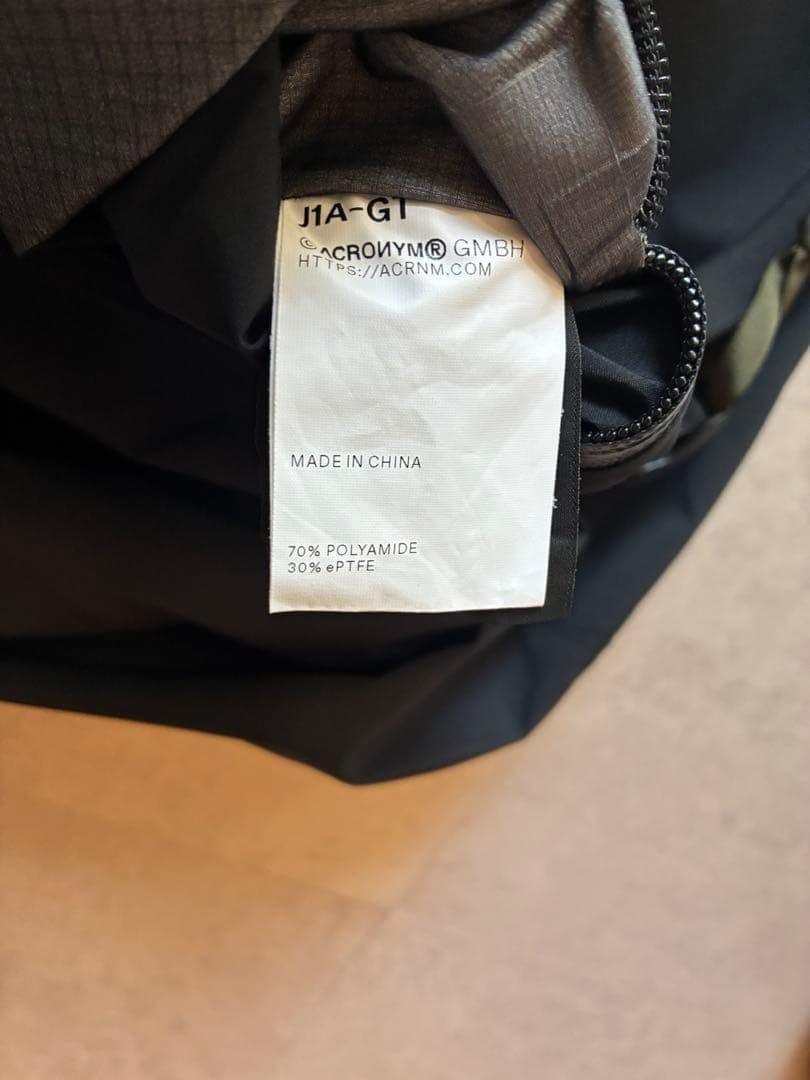 J1A-GT
©ACRONYM® GMBH
HTTPS://ACRNM.COM
MADE IN CHINA
70% POLYAMIDE
30% ePTFE